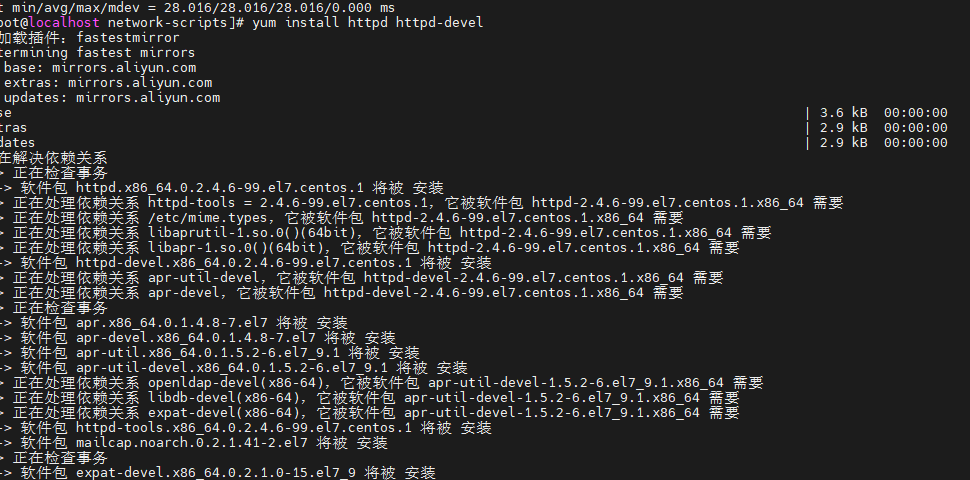 t min/avg/max/mdev = 28.016/28.016/28.016/0.000 ms
oot@localhost network-scripts]# yum install httpd httpd-devel
加载插件：fastestmirror
termining fastest mirrors
base: mirrors.aliyun.com
extras: mirrors.aliyun.com
updates: mirrors.aliyun.com
se | 3.6 kB 00:00:00
tras | 2.9 kB 00:00:00
dates | 2.9 kB 00:00:00
在解决依赖关系
> 正在检查事务
-> 软件包 httpd.x86_64.0.2.4.6-99.el7.centos.1 将被 安装
> 正在处理依赖关系 httpd-tools = 2.4.6-99.el7.centos.1，它被软件包 httpd-2.4.6-99.el7.centos.1.x86_64 需要
> 正在处理依赖关系 /etc/mime.types，它被软件包 httpd-2.4.6-99.el7.centos.1.x86_64 需要
> 正在处理依赖关系 libaprutil-1.so.0()(64bit)，它被软件包 httpd-2.4.6-99.el7.centos.1.x86_64 需要
> 正在处理依赖关系 libapr-1.so.0()(64bit)，它被软件包 httpd-2.4.6-99.el7.centos.1.x86_64 需要
-> 软件包 httpd-devel.x86_64.0.2.4.6-99.el7.centos.1 将被 安装
> 正在处理依赖关系 apr-util-devel，它被软件包 httpd-devel-2.4.6-99.el7.centos.1.x86_64 需要
> 正在处理依赖关系 apr-devel，它被软件包 httpd-devel-2.4.6-99.el7.centos.1.x86_64 需要
> 正在检查事务
-> 软件包 apr.x86_64.0.1.4.8-7.el7 将被 安装
-> 软件包 apr-devel.x86_64.0.1.4.8-7.el7 将被 安装
-> 软件包 apr-util.x86_64.0.1.5.2-6.el7_9.1 将被 安装
-> 软件包 apr-util-devel.x86_64.0.1.5.2-6.el7_9.1 将被 安装
> 正在处理依赖关系 openldap-devel(x86-64)，它被软件包 apr-util-devel-1.5.2-6.el7_9.1.x86_64 需要
> 正在处理依赖关系 libdb-devel(x86-64)，它被软件包 apr-util-devel-1.5.2-6.el7_9.1.x86_64 需要
> 正在处理依赖关系 expat-devel(x86-64)，它被软件包 apr-util-devel-1.5.2-6.el7_9.1.x86_64 需要
-> 软件包 httpd-tools.x86_64.0.2.4.6-99.el7.centos.1 将被 安装
-> 软件包 mailcap.noarch.0.2.1.41-2.el7 将被 安装
> 正在检查事务
-> 软件包 expat-devel.x86_64.0.2.1.0-15.el7_9 将被 安装